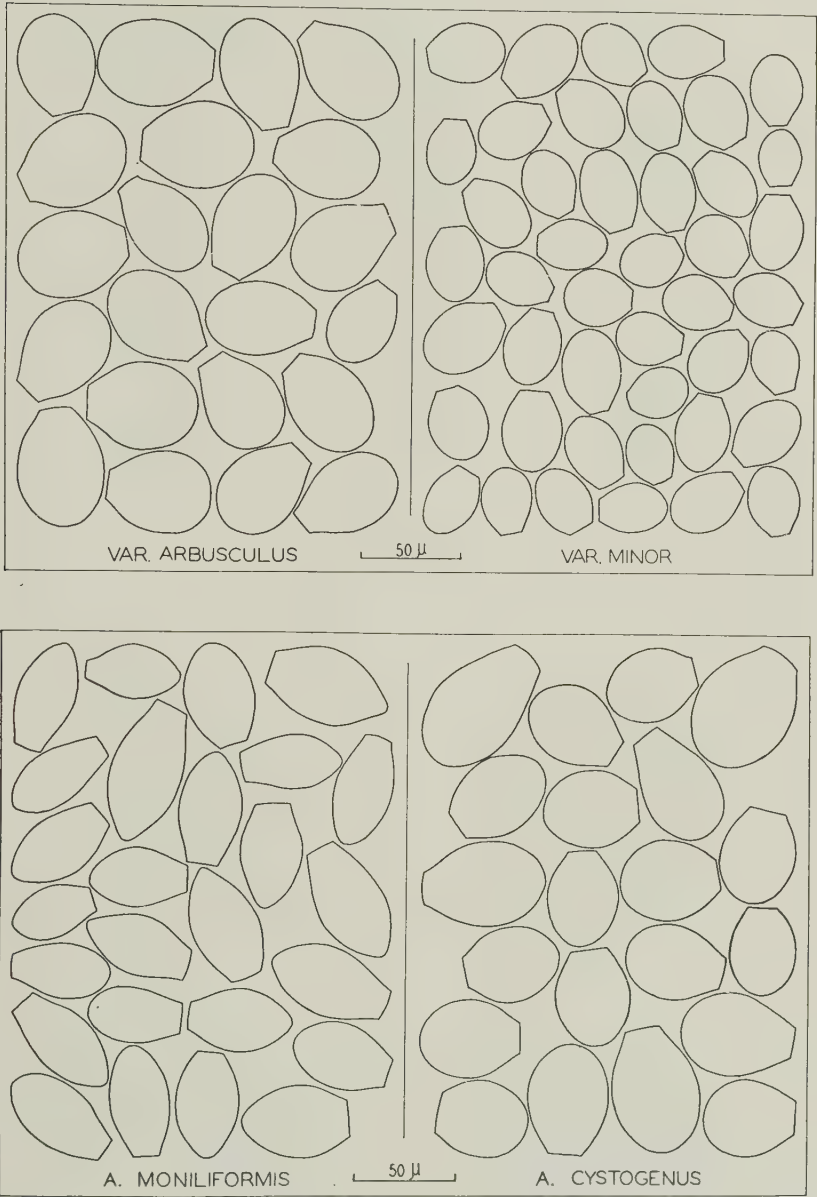 VAR. ARBUSCULUS 50 μ VAR. MINOR
A. MONILIFORMIS 50 μ A. CYSTOGENUS